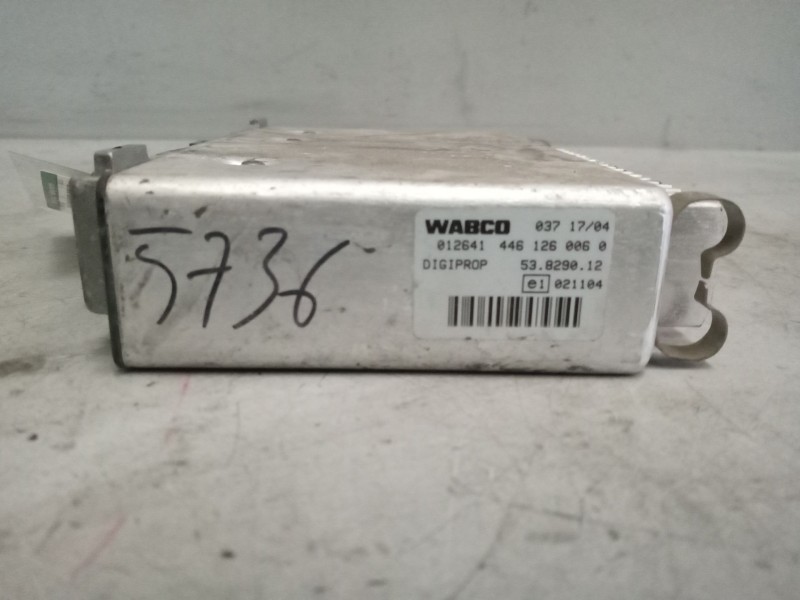 5736
WABCO 037 17/04
012641 446 126 006 0
DIGIPROP 53.8290.12
e1 021104